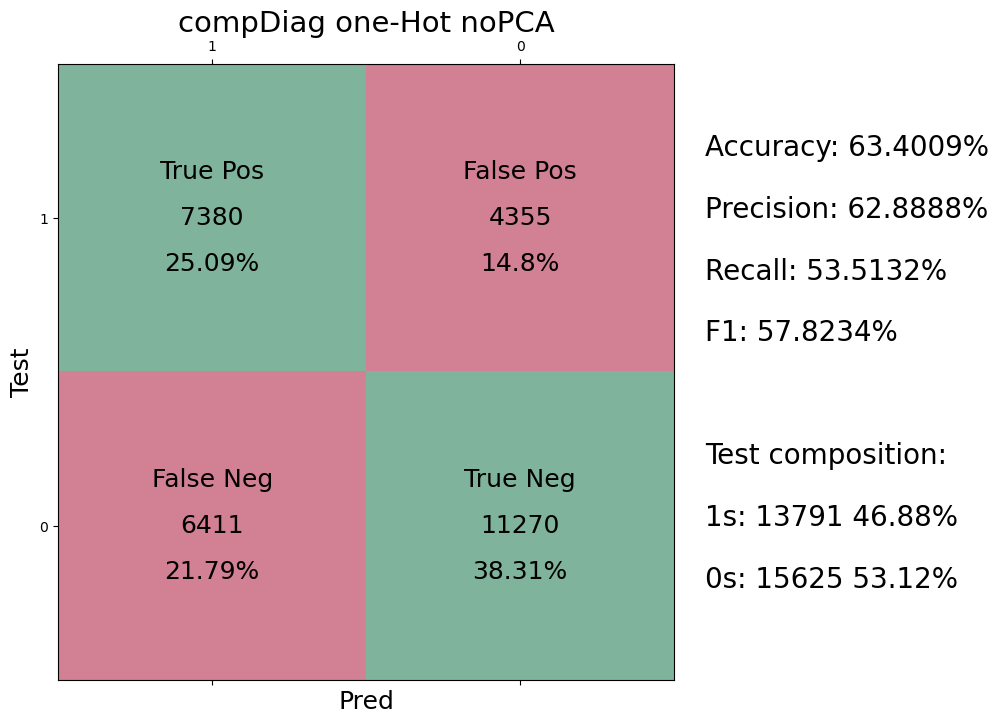 compDiag one-Hot noPCA
1
0
1
True Pos
7380
25.09%
False Pos
4355
14.8%
Test
0
False Neg
6411
21.79%
True Neg
11270
38.31%
Pred
Accuracy: 63.4009%
Precision: 62.8888%
Recall: 53.5132%
F1: 57.8234%
Test composition:
1s: 13791 46.88%
0s: 15625 53.12%